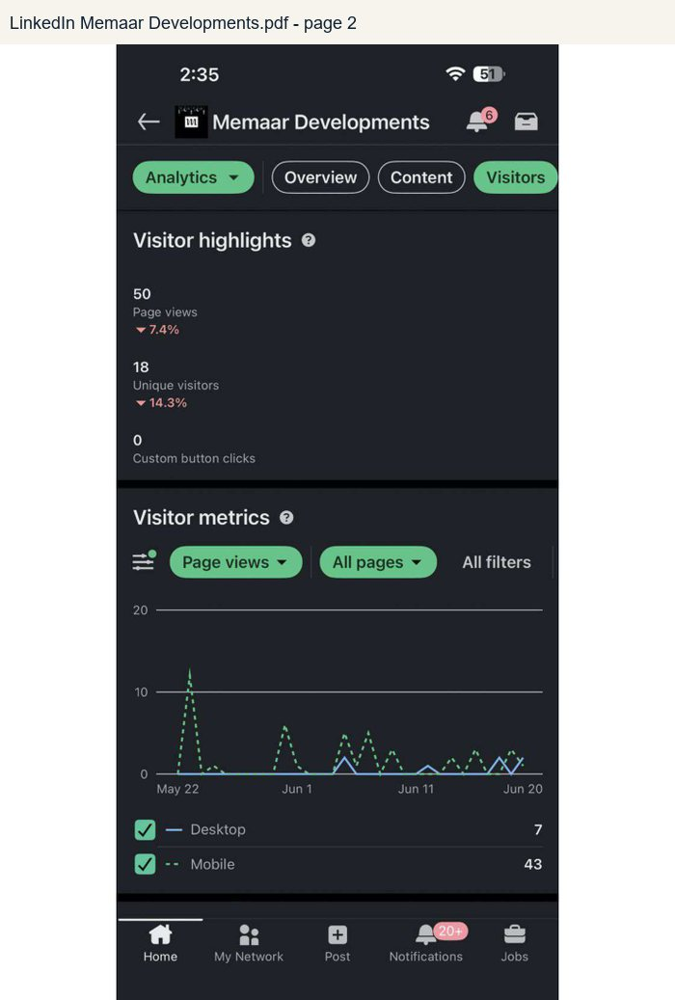 LinkedIn Memaar Developments.pdf - page 2
2:35
51
m
Memaar Developments
6
Analytics
Overview
Content
Visitors
Visitor highlights
?
50
Page views
7.4%
18
Unique visitors
14.3%
0
Custom button clicks
Visitor metrics
?
Page views
All pages
All filters
20
10
0
May 22
Jun 1
Jun 11
Jun 20
Desktop
7
Mobile
43
20+
Home
My Network
Post
Notifications
Jobs